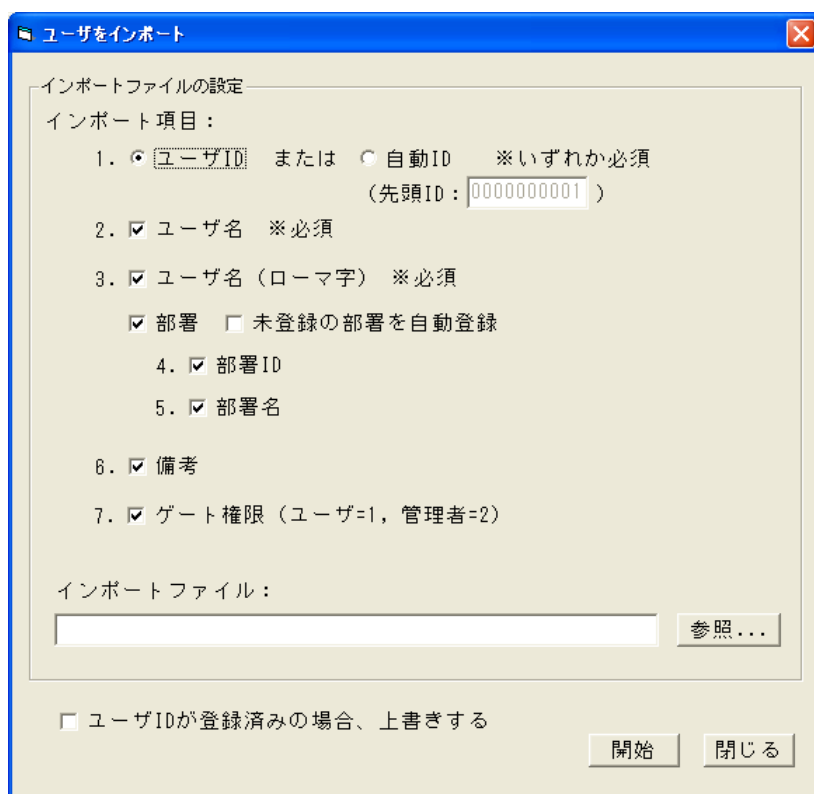 ユーザをインポート
インポートファイルの設定
インポート項目：
1. ユーザID または 自動ID ※いずれか必須
（先頭ID：0000000001）
2. ユーザ名 ※必須
3. ユーザ名（ローマ字） ※必須
部署 未登録の部署を自動登録
4. 部署ID
5. 部署名
6. 備考
7. ゲート権限（ユーザ=1, 管理者=2）
インポートファイル：
参照...
ユーザIDが登録済みの場合、上書きする
開始 閉じる